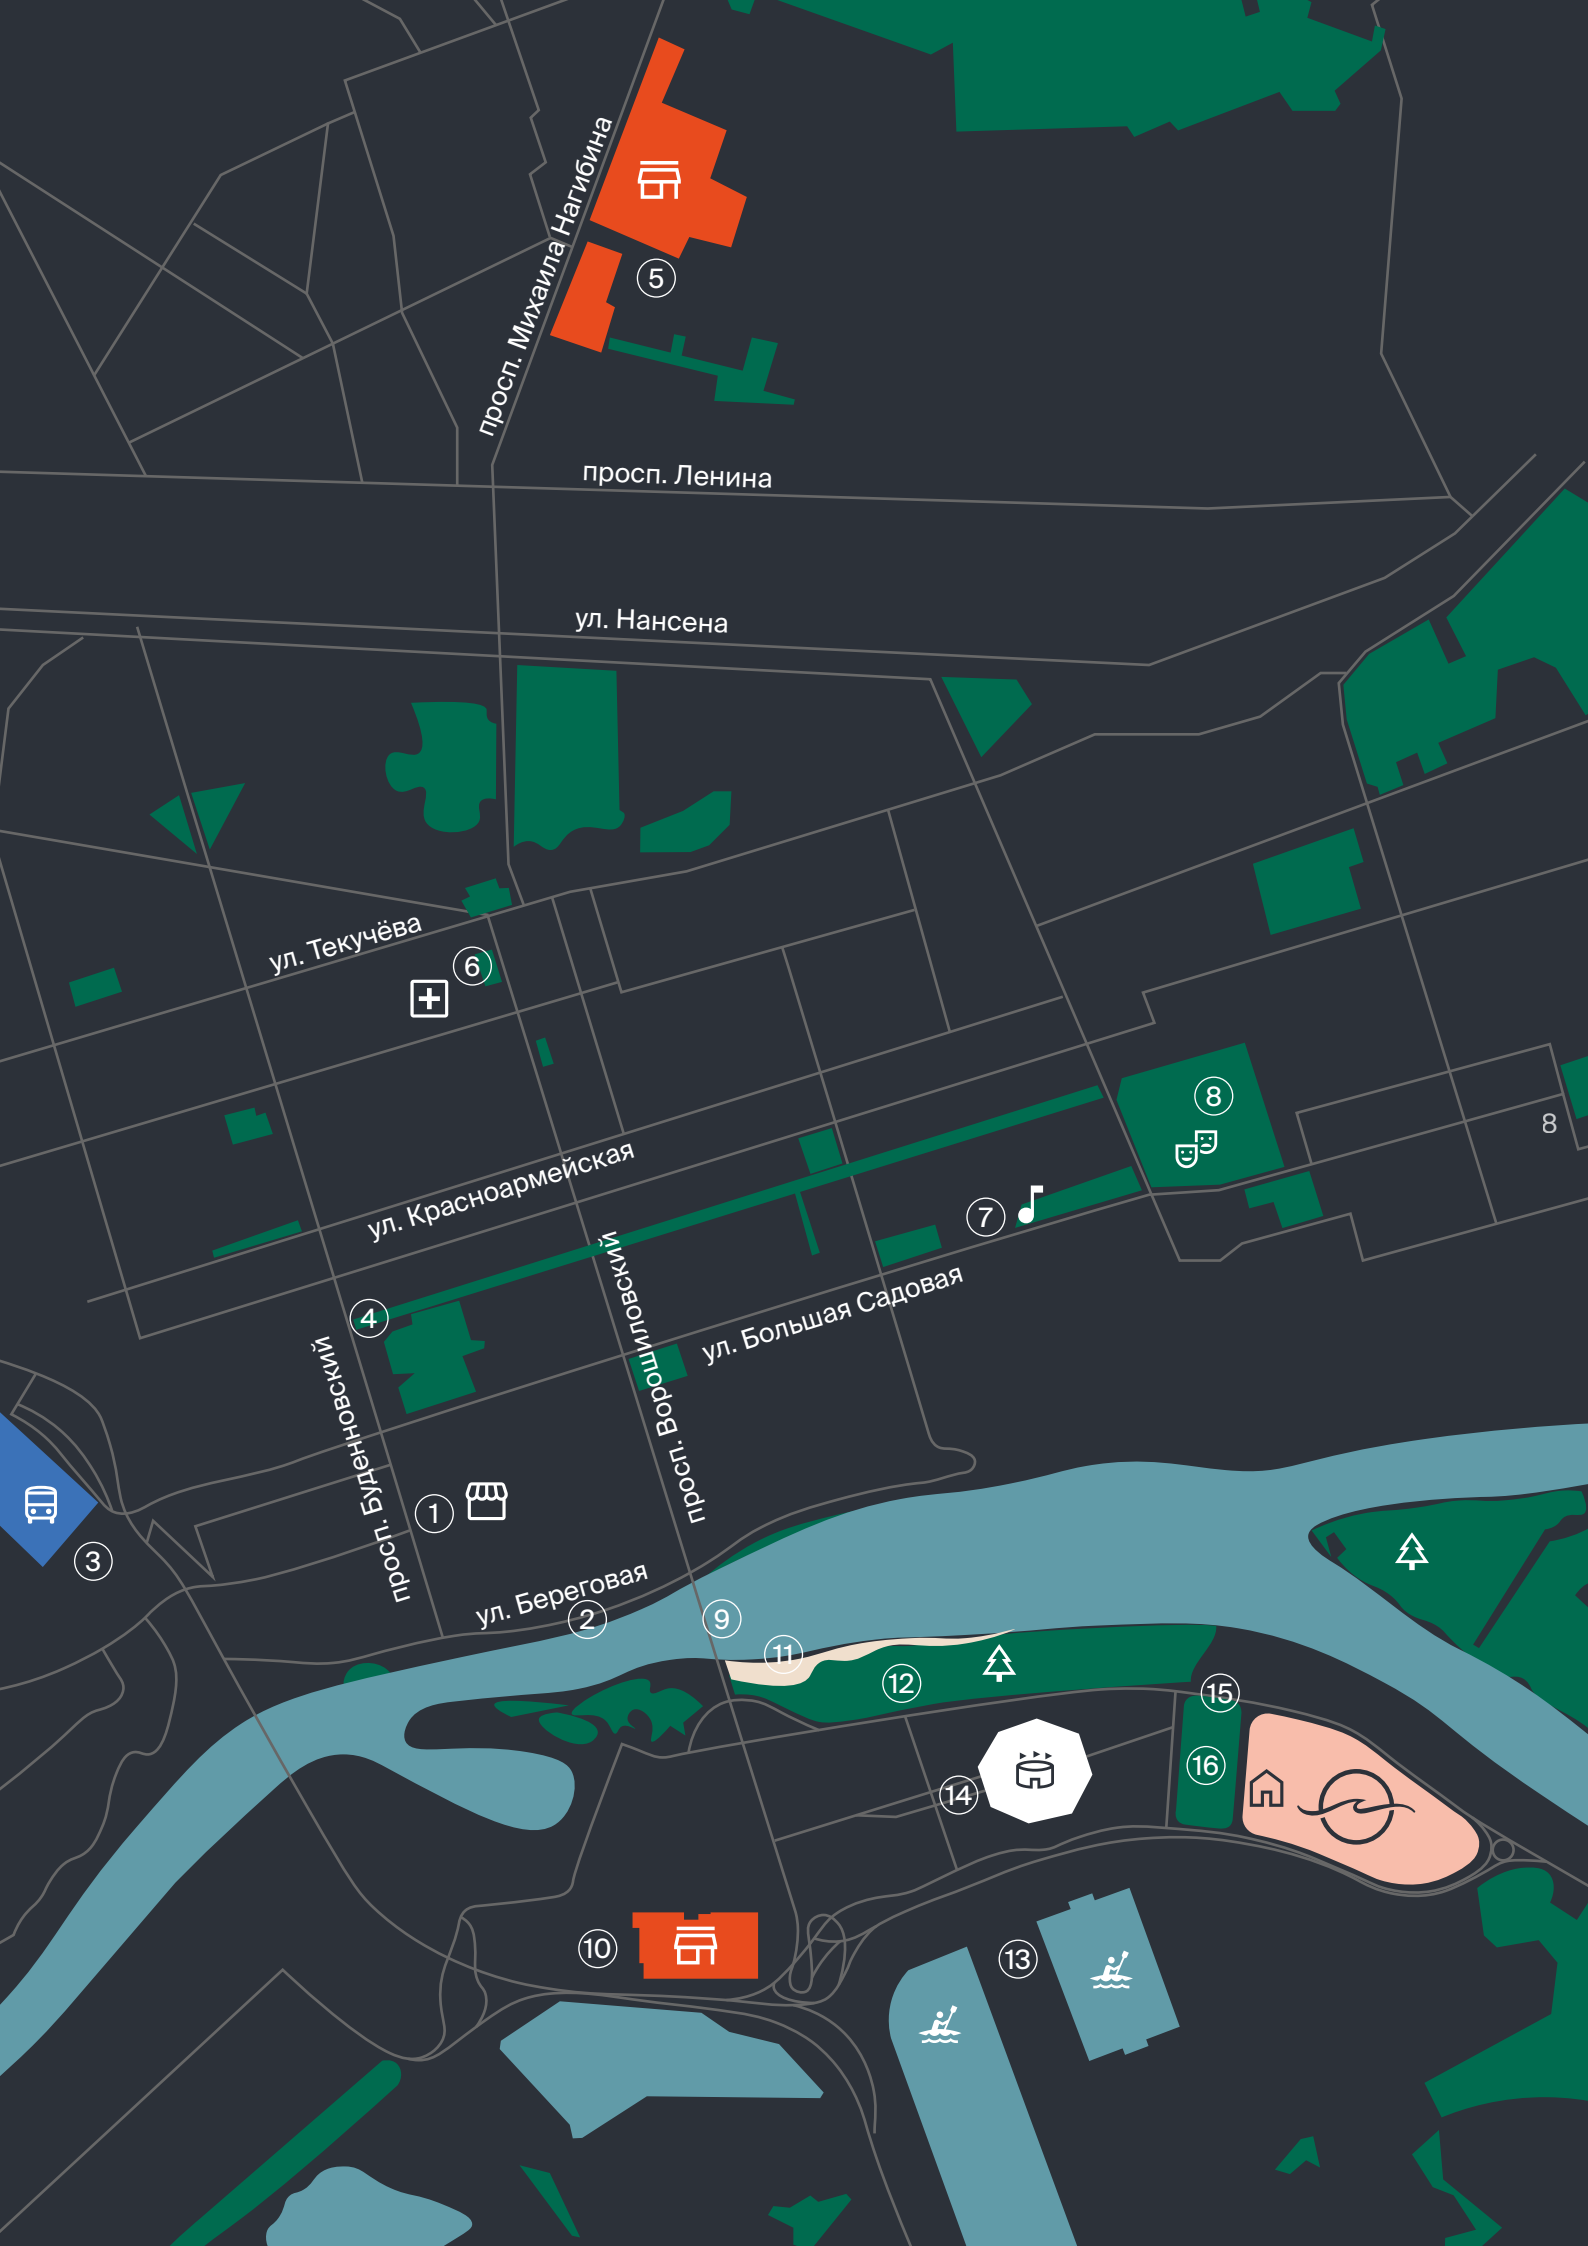 просп. Михаила Нагибина
5
просп. Ленина
ул. Нансена
ул. Текучёва
6
8
8
ул. Красноармейская
7
просп. Ворошиловский
ул. Большая Садовая
4
просп. Буденновский
1
3
ул. Береговая
2
9
11
12
15
16
14
10
13